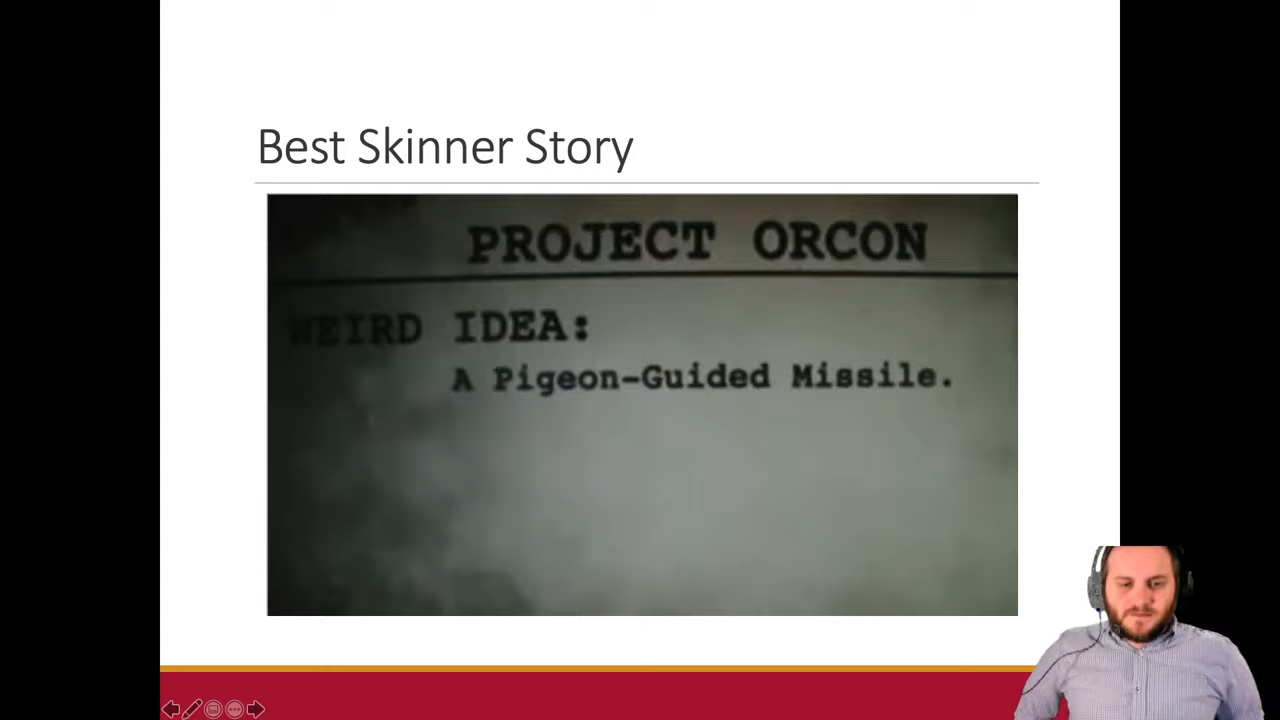 Best Skinner Story
PROJECT ORCON
WEIRD IDEA:
A Pigeon-Guided Missile.